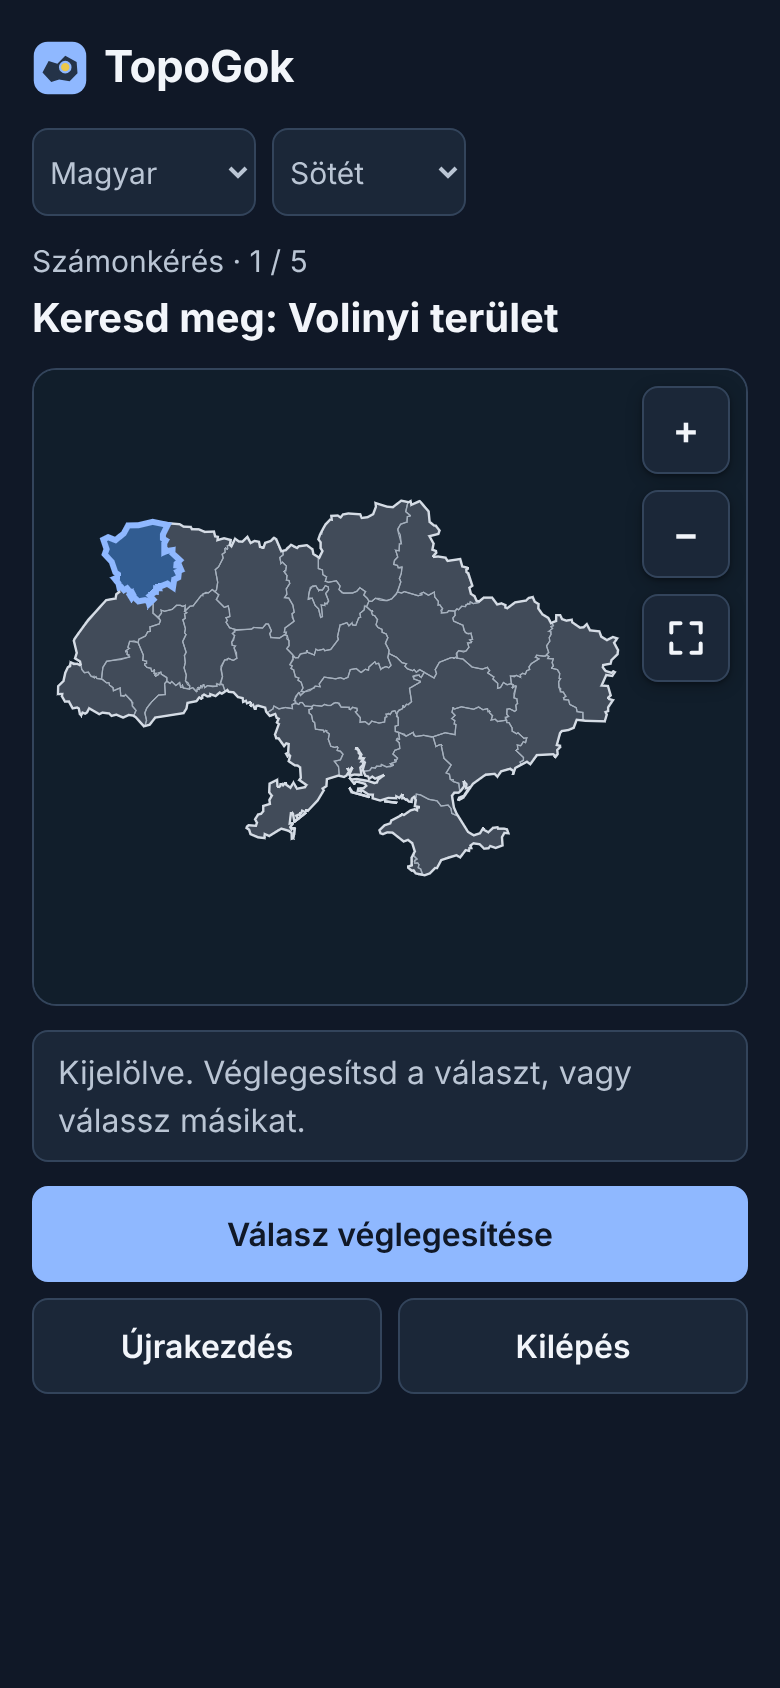 TopoGok
Magyar
Sötét
Számonkérés · 1 / 5
Keresd meg: Volinyi terület
+
−
Kijelölve. Véglegesítsd a választ, vagy
válassz másikat.
Válasz véglegesítése
Újrakezdés
Kilépés